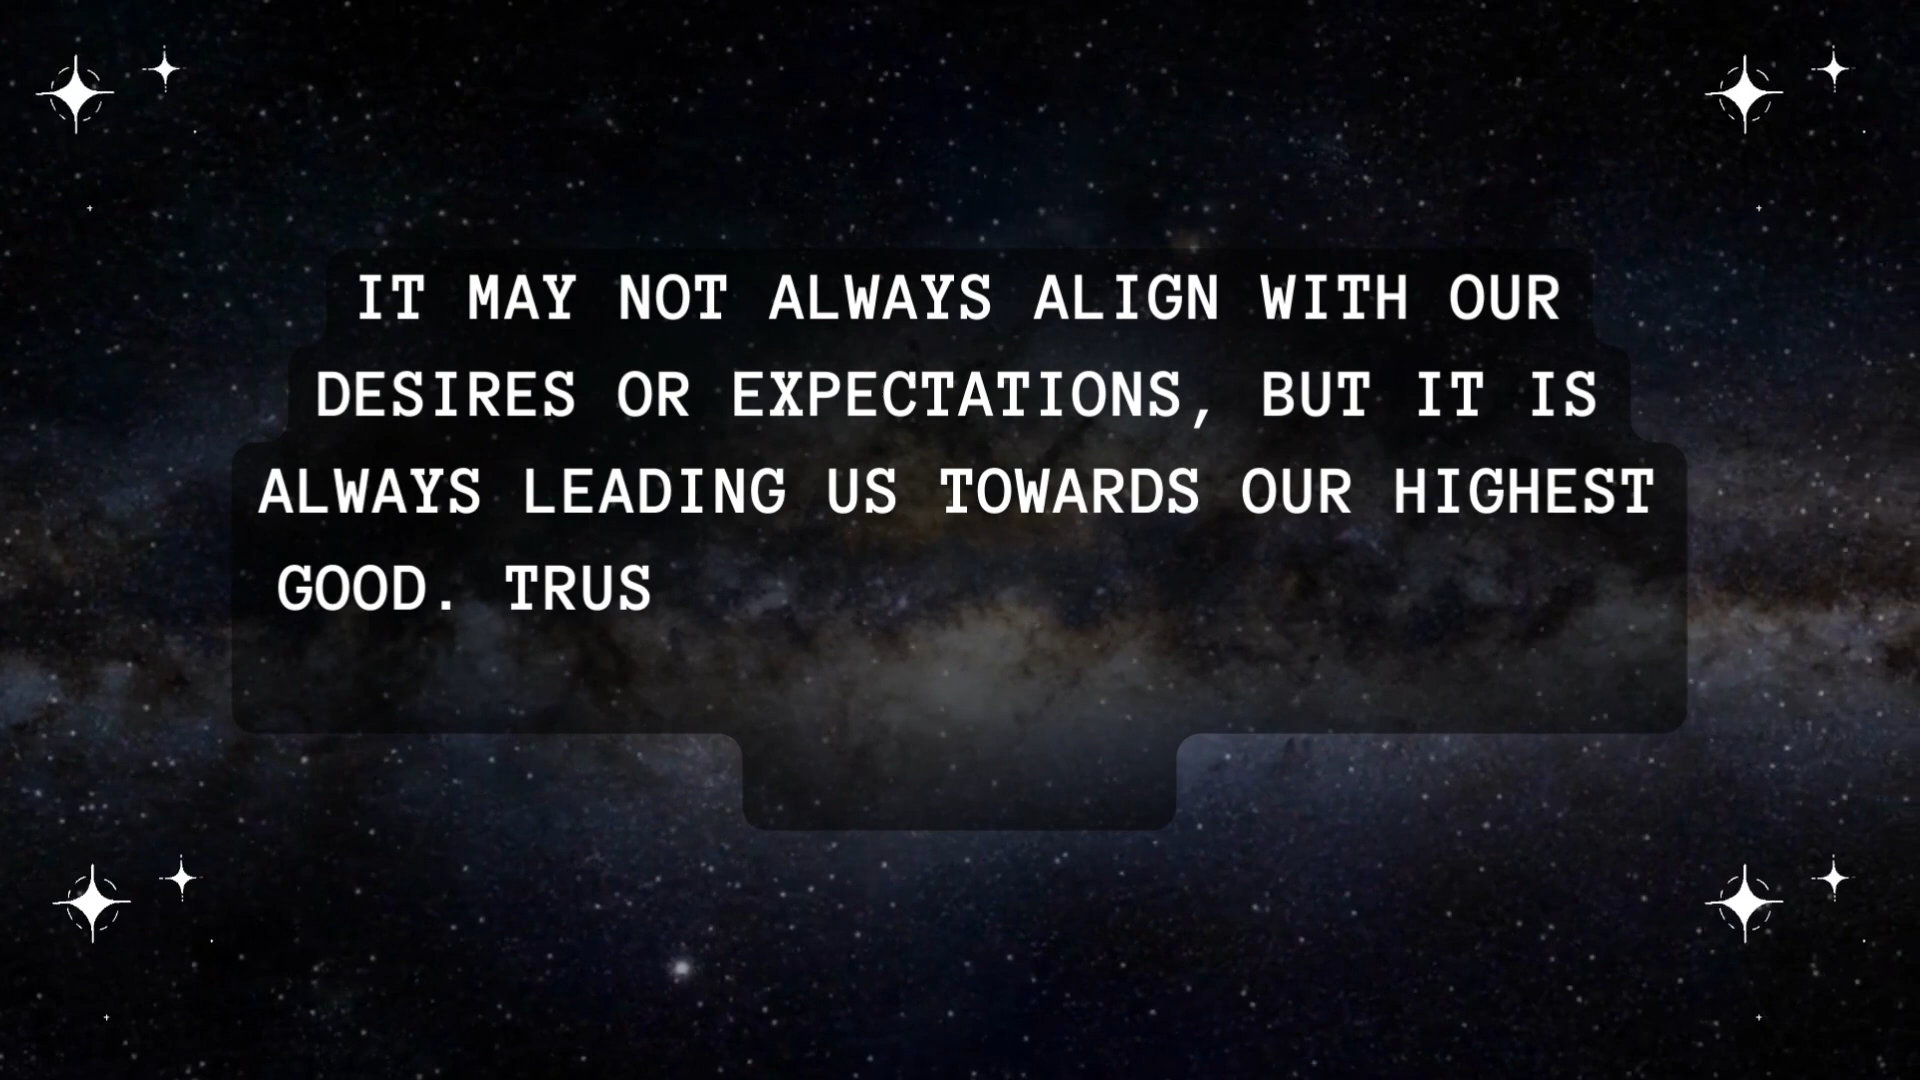 IT MAY NOT ALWAYS ALIGN WITH OUR
DESIRES OR EXPECTATIONS, BUT IT IS
ALWAYS LEADING US TOWARDS OUR HIGHEST
GOOD. TRUS